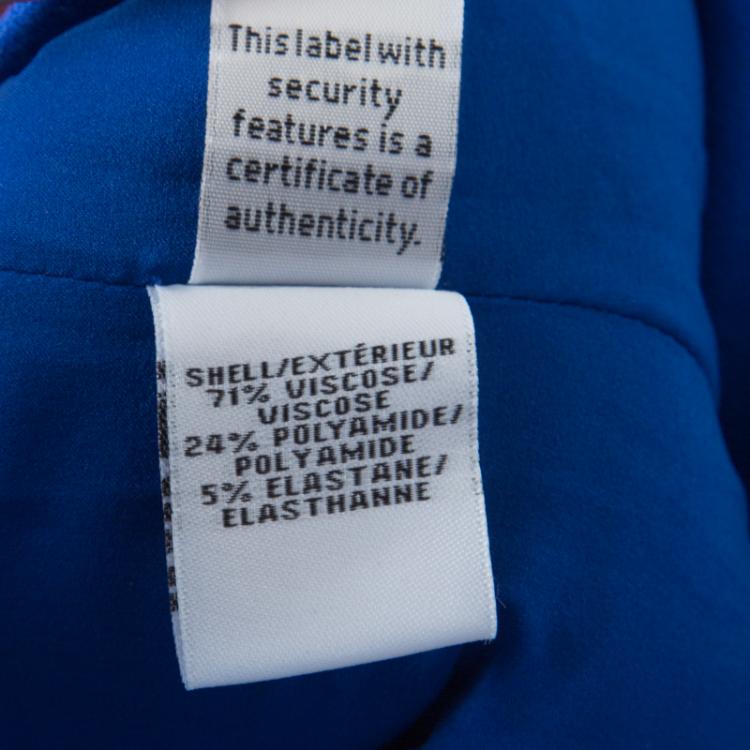 This label with
security
features is a
certificate of
authenticity.
SHELL/EXTÉRIEUR
71% VISCOSE/
VISCOSE
24% POLYAMIDE/
POLYAMIDE
5% ELASTANE/
ELASTHANNE